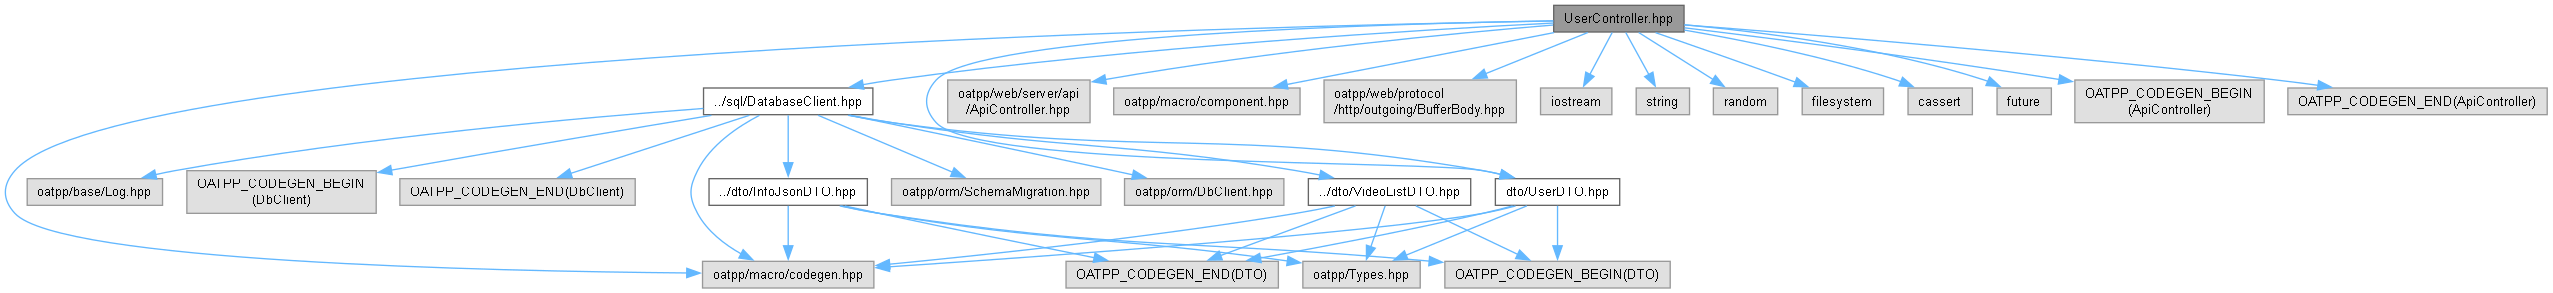 UserController.hpp
../sql/DatabaseClient.hpp
oatpp/web/server/api
/ApiController.hpp
oatpp/macro/component.hpp
oatpp/web/protocol
/http/outgoing/BufferBody.hpp
iostream
string
random
filesystem
cassert
future
OATPP_CODEGEN_BEGIN
(ApiController)
OATPP_CODEGEN_END(ApiController)
oatpp/base/Log.hpp
OATPP_CODEGEN_BEGIN
(DbClient)
OATPP_CODEGEN_END(DbClient)
../dto/InfoJsonDTO.hpp
oatpp/orm/SchemaMigration.hpp
oatpp/orm/DbClient.hpp
../dto/VideoListDTO.hpp
dto/UserDTO.hpp
oatpp/macro/codegen.hpp
OATPP_CODEGEN_END(DTO)
oatpp/Types.hpp
OATPP_CODEGEN_BEGIN(DTO)